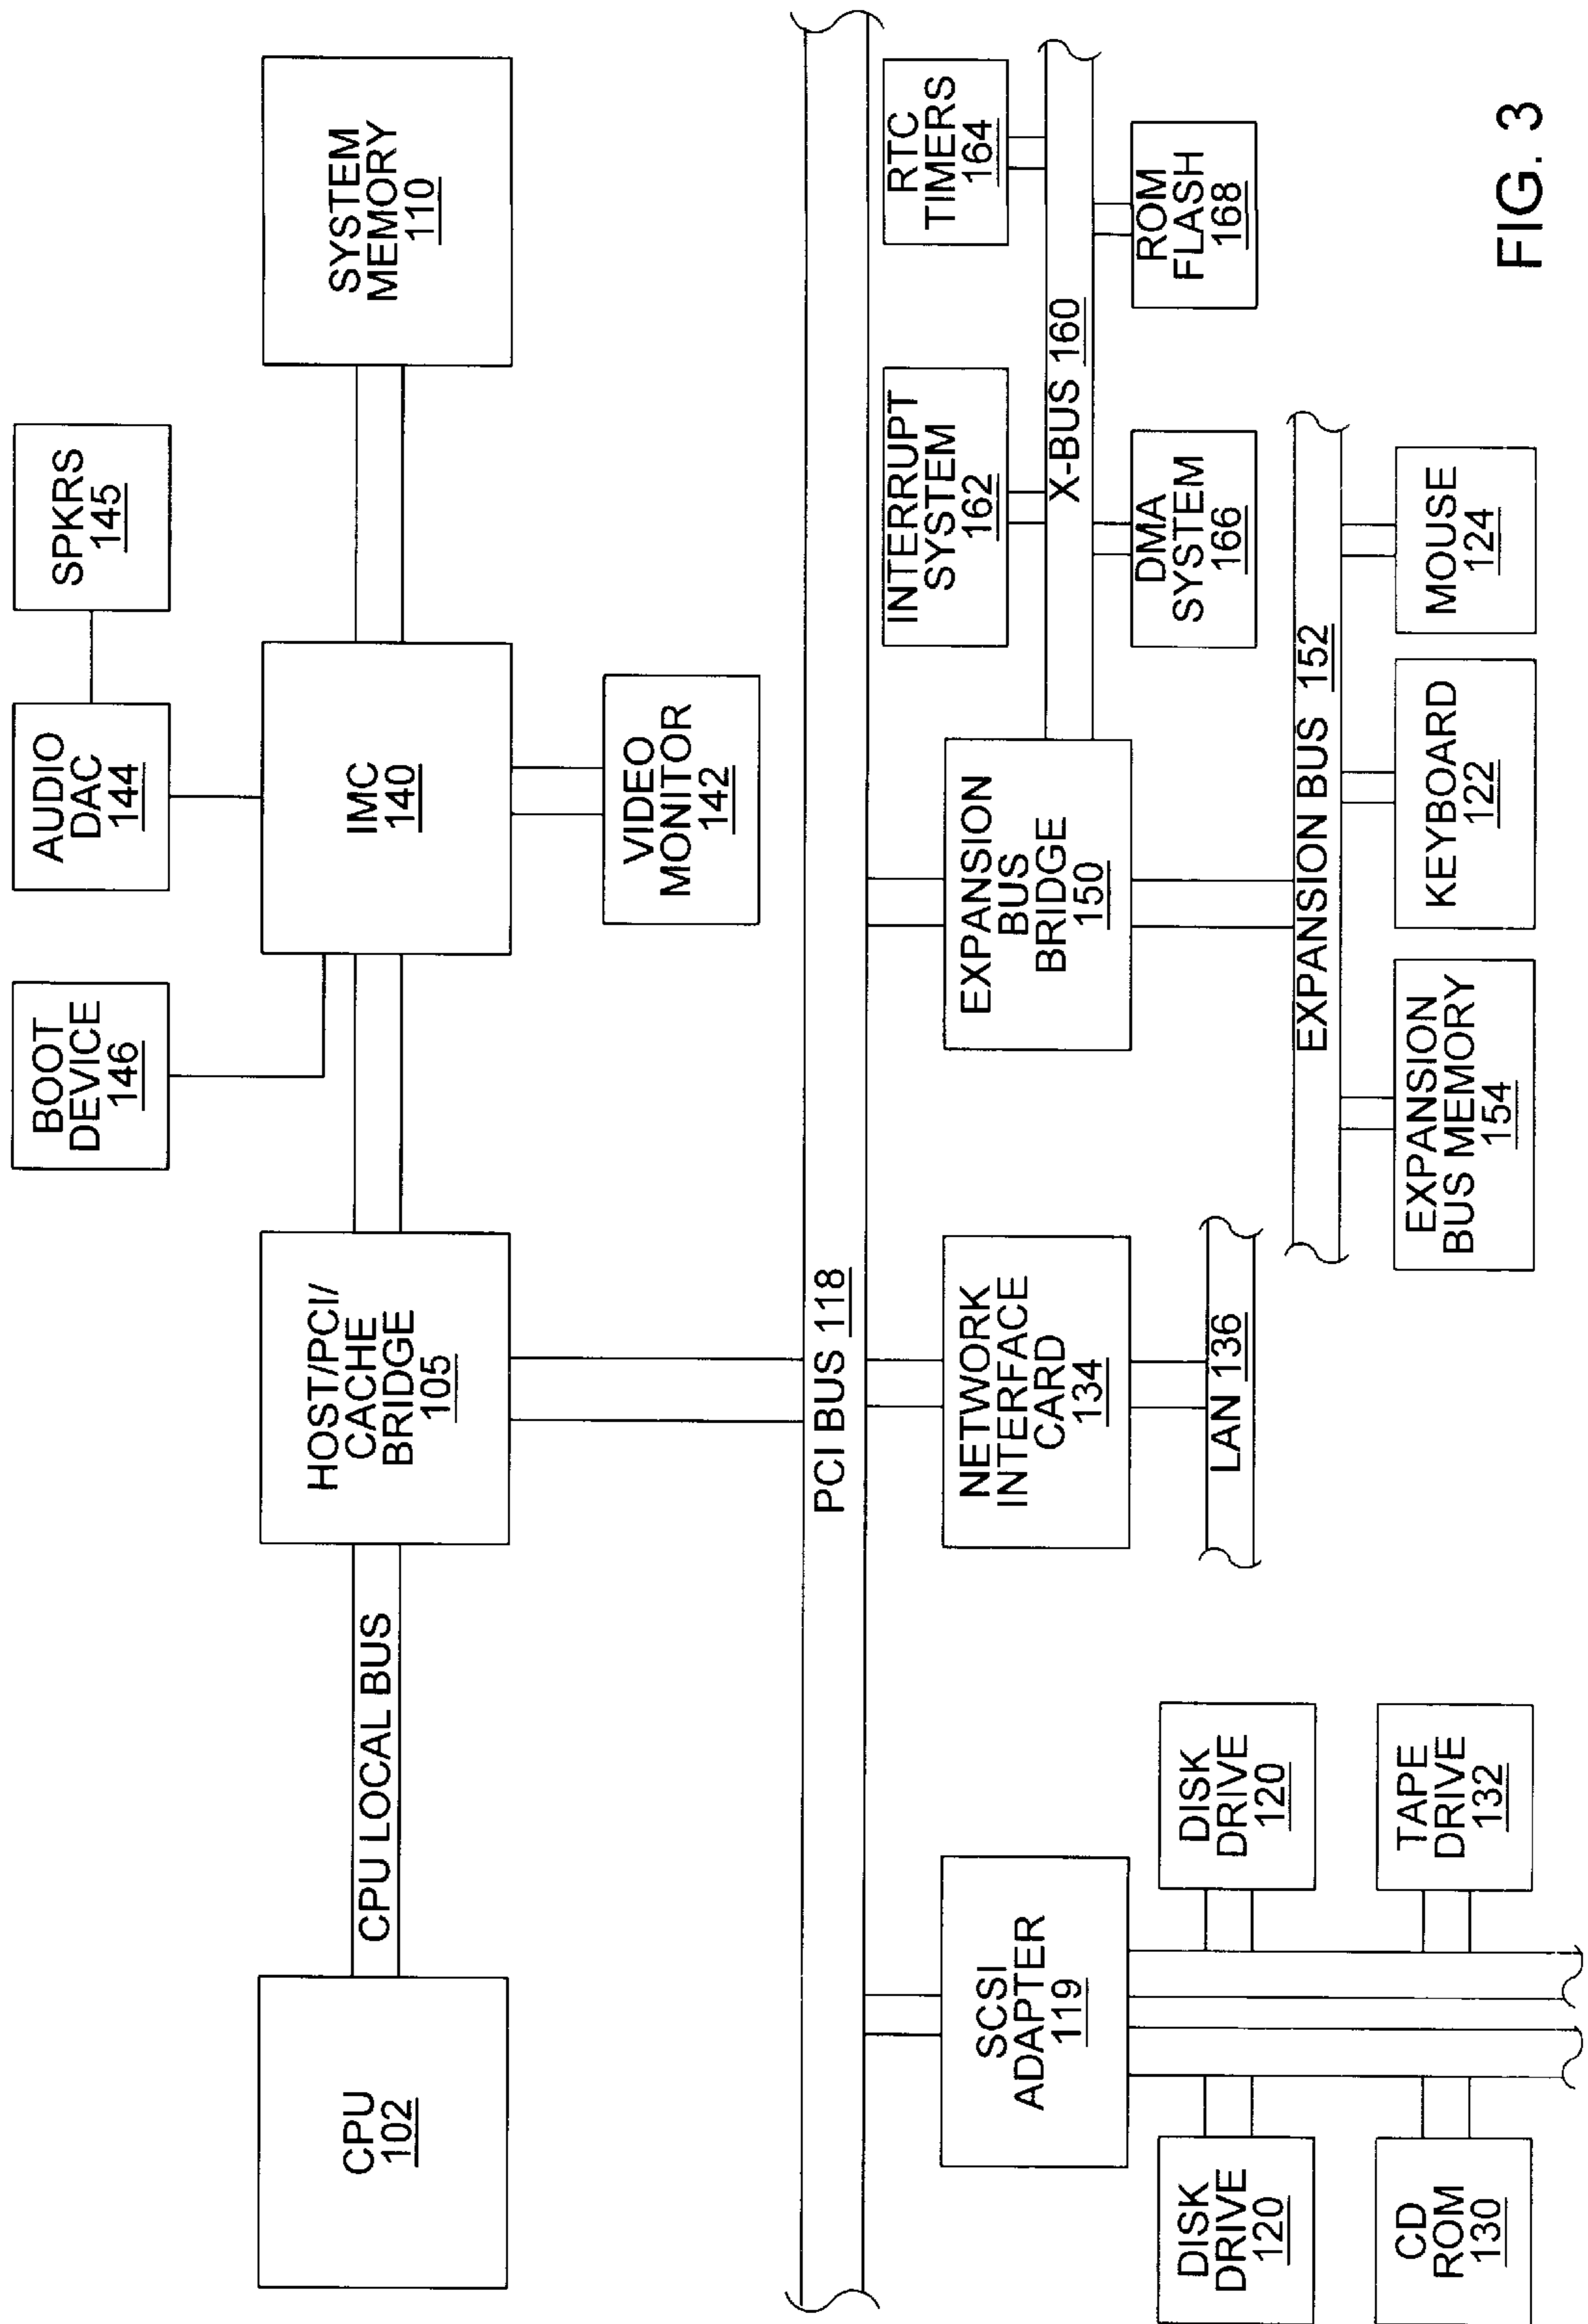 BOOT
DEVICE
146
AUDIO
DAC
144
SPKRS
145
CPU
102
CPU LOCAL BUS
HOST/PCI/
CACHE
BRIDGE
105
IMC
140
SYSTEM
MEMORY
110
VIDEO
MONITOR
142
PCI BUS 118
SCSI
ADAPTER
119
NETWORK
INTERFACE
CARD
134
EXPANSION
BUS
BRIDGE
150
INTERRUPT
SYSTEM
162
RTC
TIMERS
164
X-BUS 160
DMA
SYSTEM
166
ROM
FLASH
168
DISK
DRIVE
120
DISK
DRIVE
120
LAN 136
EXPANSION BUS 152
CD
ROM
130
TAPE
DRIVE
132
EXPANSION
BUS MEMORY
154
KEYBOARD
122
MOUSE
124
FIG. 3